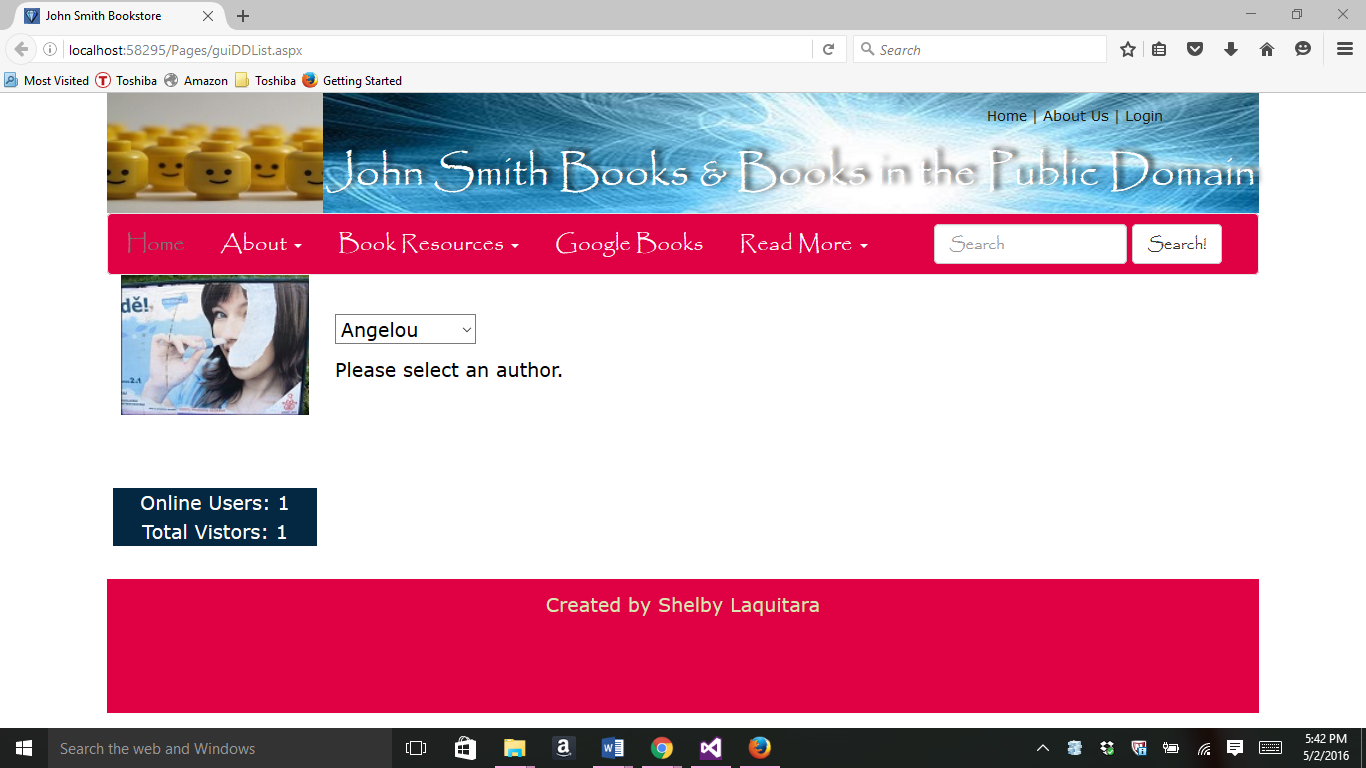 John Smith Bookstore
localhost:58295/Pages/guiDDList.aspx
Search
Most Visited Toshiba Amazon Toshiba Getting Started
Home | About Us | Login
John Smith Books & Books in the Public Domain
Home About Book Resources Google Books Read More Search Search!
dě!
2.1
Angelou
Please select an author.
Online Users: 1
Total Vistors: 1
Created by Shelby Laquitara
Search the web and Windows
5:42 PM
5/2/2016